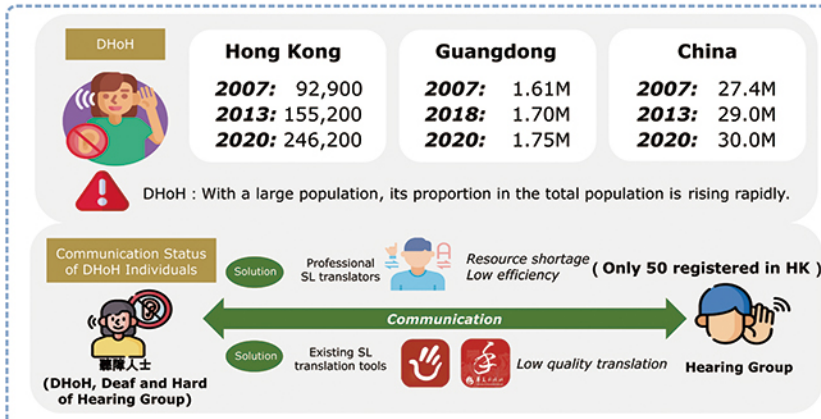 DHoH
Hong Kong
2007: 92,900
2013: 155,200
2020: 246,200
Guangdong
2007: 1.61M
2018: 1.70M
2020: 1.75M
China
2007: 27.4M
2013: 29.0M
2020: 30.0M
DHoH : With a large population, its proportion in the total population is rising rapidly.
Communication Status
of DHoH Individuals
Solution
Professional
SL translators
A
Resource shortage
Low efficiency
( Only 50 registered in HK )
Communication
聽障人士
(DHoH, Deaf and Hard
of Hearing Group)
Solution
Existing SL
translation tools
Low quality translation
Hearing Group